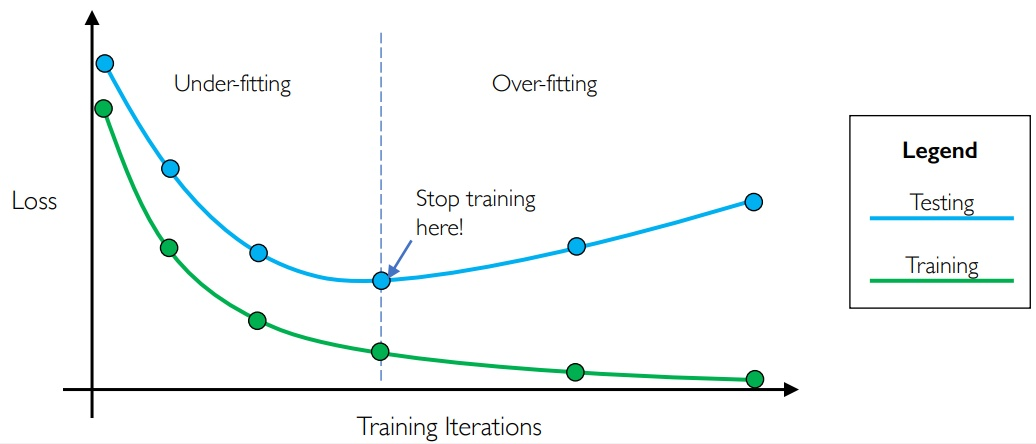 Under-fitting
Over-fitting
Loss
Stop training
here!
Training Iterations
Legend
Testing
Training